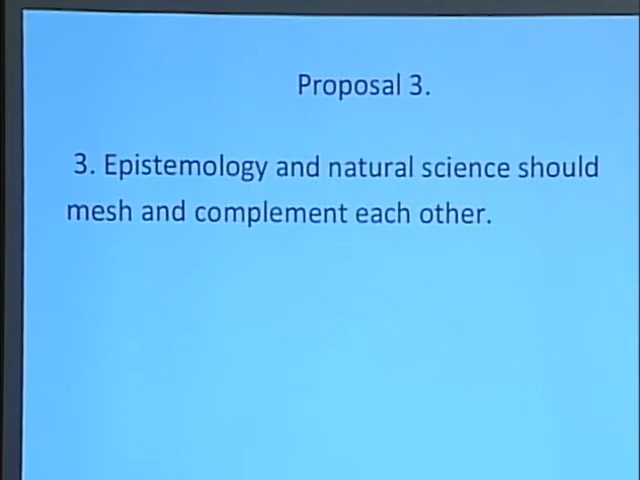 Proposal 3.
3. Epistemology and natural science should
mesh and complement each other.